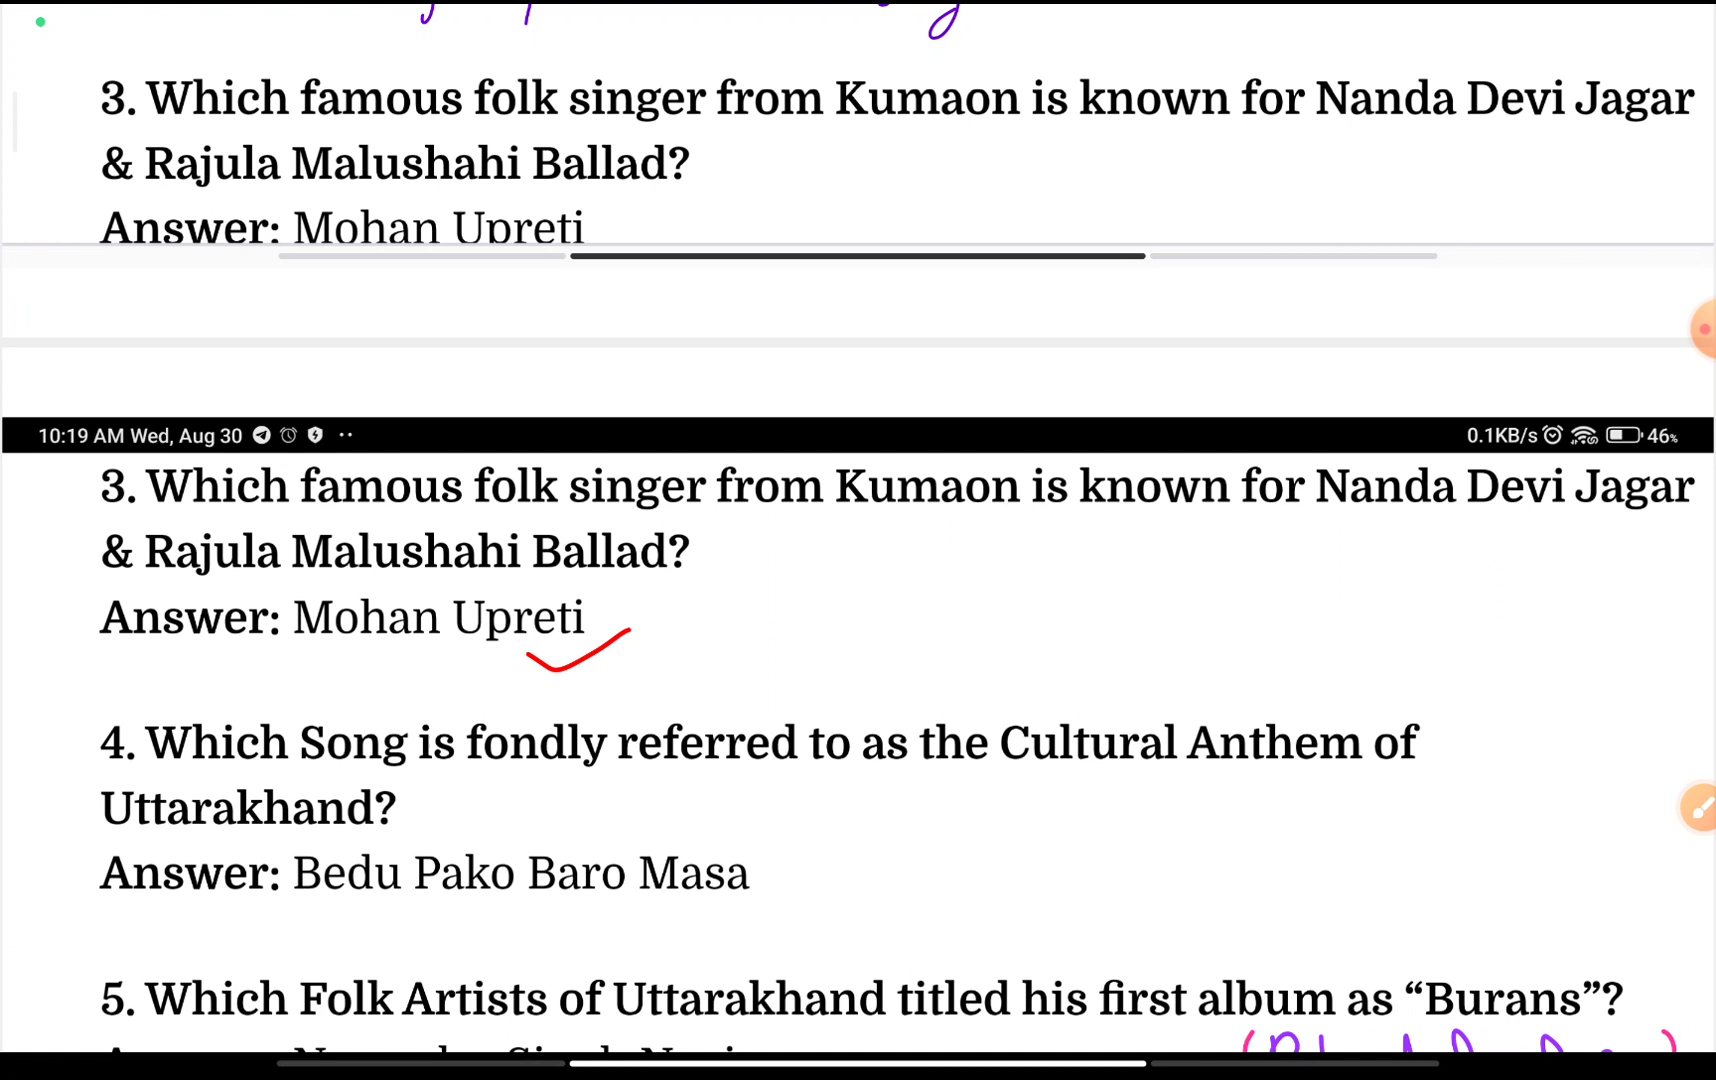 3. Which famous folk singer from Kumaon is known for Nanda Devi Jagar
& Rajula Malushahi Ballad?
Answer: Mohan Upreti
10:19 AM Wed, Aug 30
0.1KB/s 46%
3. Which famous folk singer from Kumaon is known for Nanda Devi Jagar
& Rajula Malushahi Ballad?
Answer: Mohan Upreti
4. Which Song is fondly referred to as the Cultural Anthem of
Uttarakhand?
Answer: Bedu Pako Baro Masa
5. Which Folk Artists of Uttarakhand titled his first album as “Burans”?